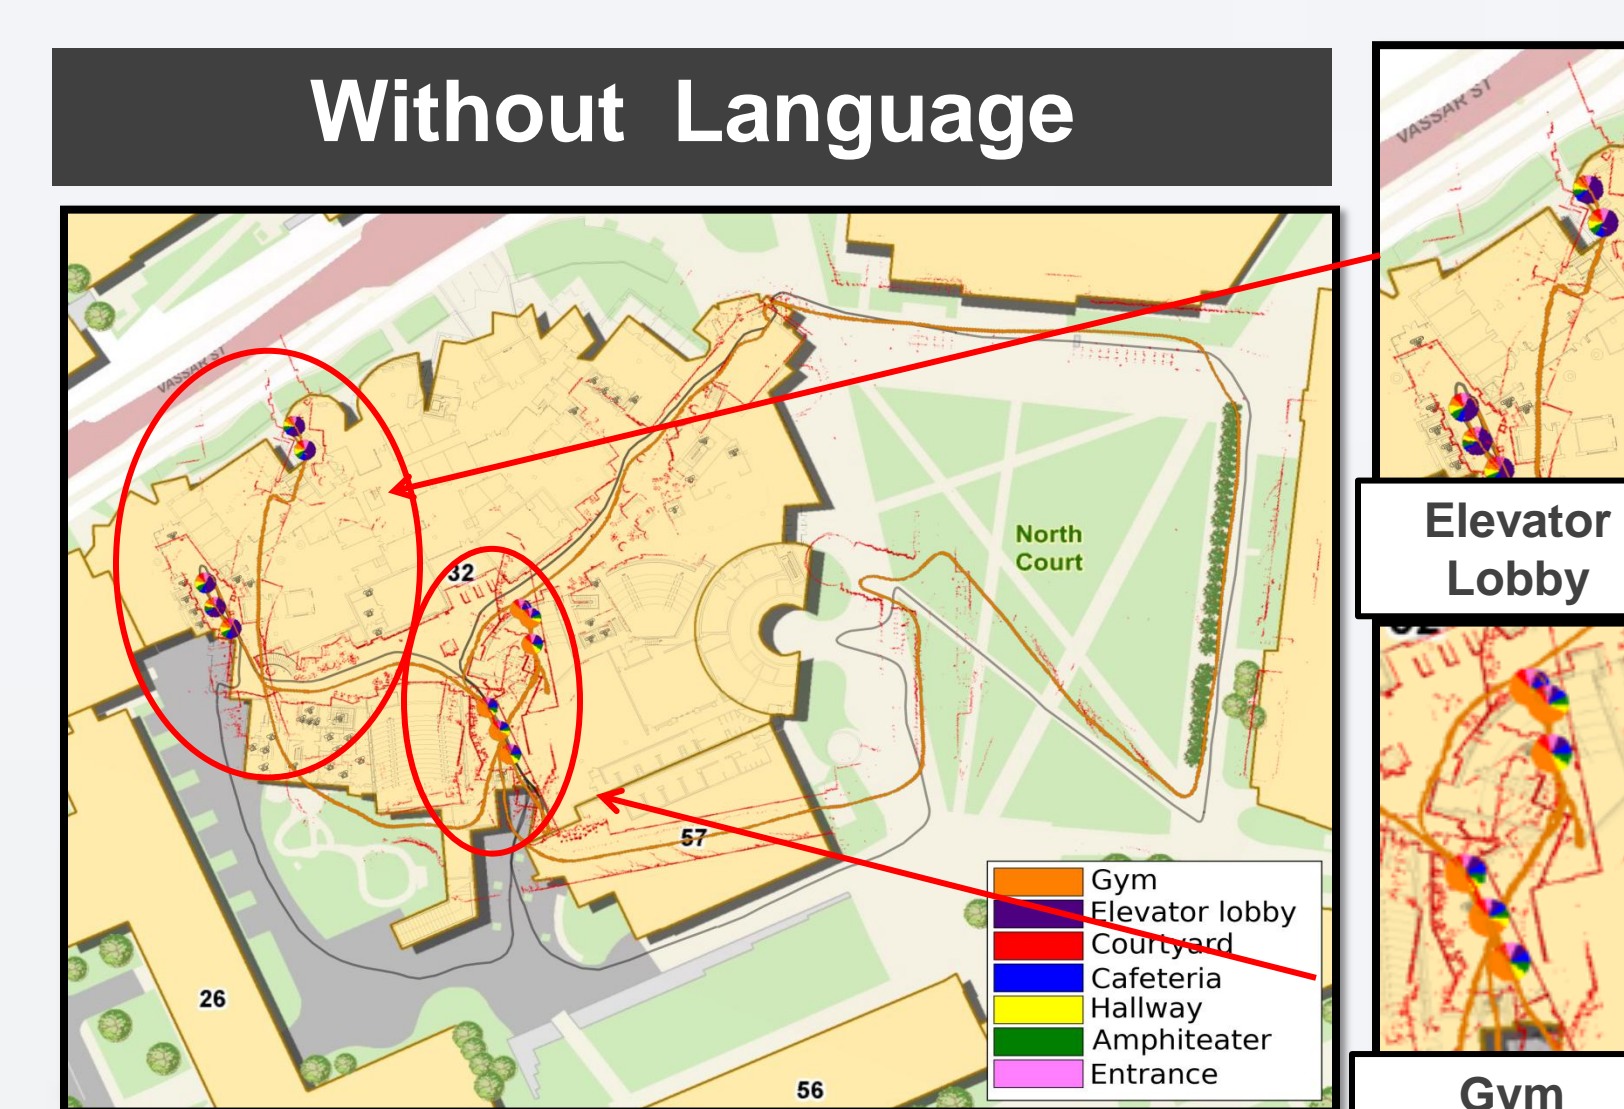 Without Language
VASSAR ST
VASSAR ST
32
North
Court
Elevator
Lobby
32
57
Gym
Elevator lobby
Courtyard
Cafeteria
Hallway
Amphiteater
Entrance
26
56
Gym